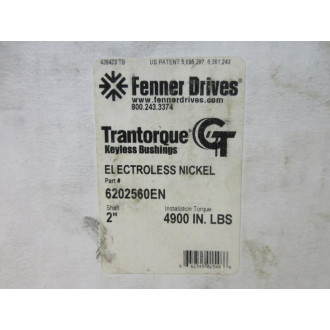 US PATENT 5,695,297 6,361,243
Fenner Drives®
www.fennerdrives.com
800.243.3374
Trantorque® GT
Keyless Bushings
ELECTROLESS NICKEL
Part #
6202560EN
Shaft Installation Torque
2" 4900 IN. LBS